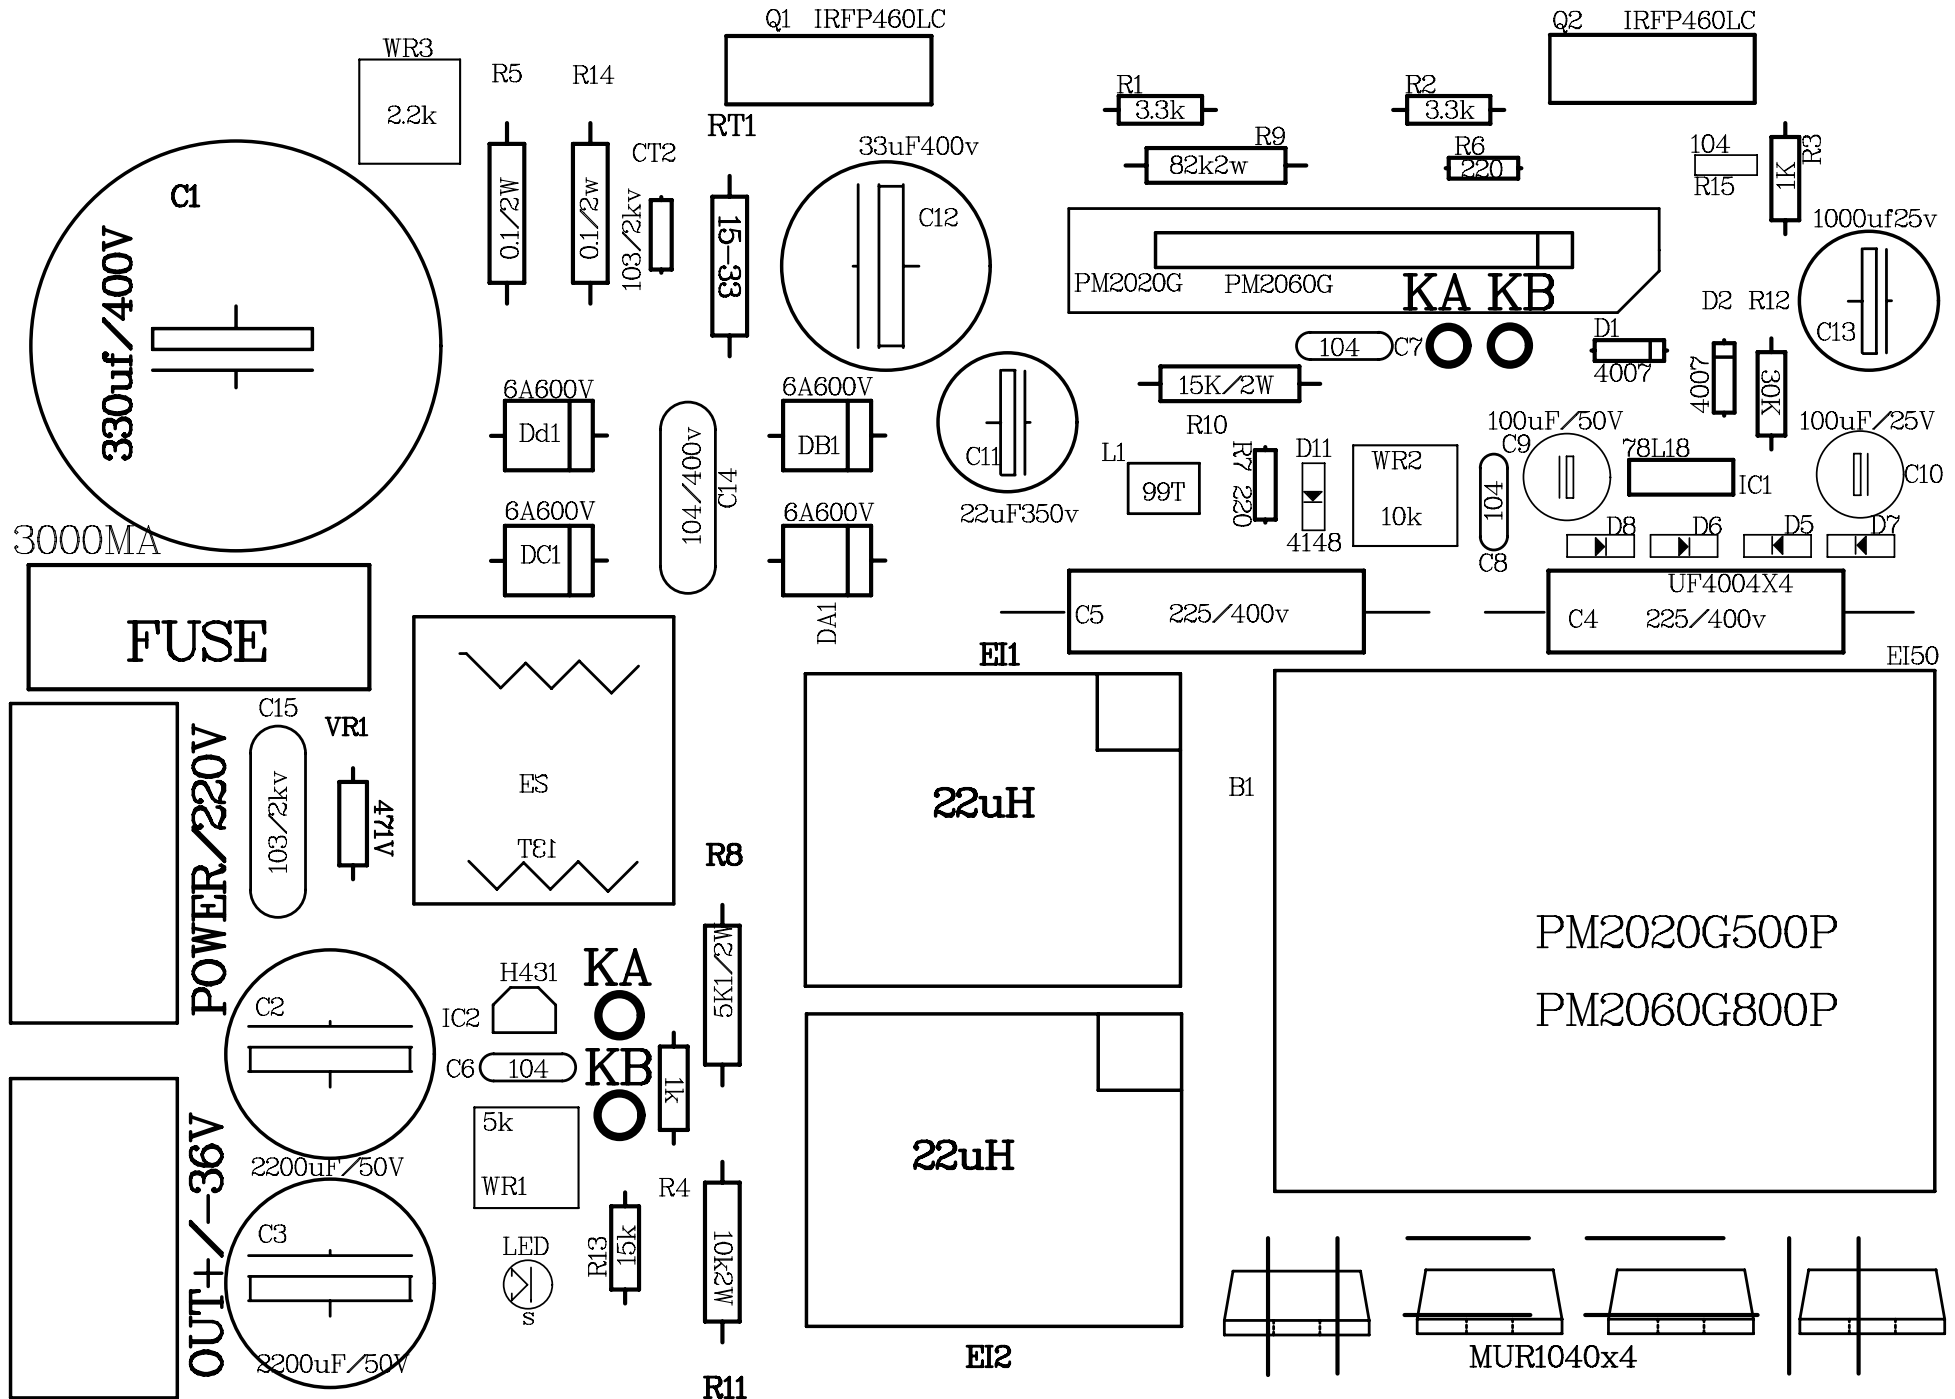 Q1 IRFP460LC
Q2 IRFP460LC
WR3
2.2k
R5
0.1/2W
R14
0.1/2w
CT2
103/2kv
RT1
15-33
33uF400v
C12
R1
3.3k
R2
3.3k
R9
82k2w
R6
220
104
R15
R3
1K
1000uf25v
C13
C1
330uf/400V
PM2020G
PM2060G
KA KB
104
C7
D1
4007
D2
4007
R12
30K
15K/2W
R10
6A600V
Dd1
6A600V
DB1
104/400v
C14
C11
22uF350v
L1
99T
R7 220
D11
4148
WR2
10k
104
C8
100uF/50V
C9
78L18
IC1
100uF/25V
C10
6A600V
DC1
6A600V
DA1
D8
D6
D5
D7
UF4004X4
3000MA
FUSE
C5
225/400v
C4
225/400v
EI50
EI1
22uH
B1
PM2020G500P
PM2060G800P
C15
103/2kv
VR1
471V
POWER/220V
ES
13T
R8
5K1/2W
H431
IC2
KA
KB
C6
104
1k
R4
5k
WR1
C2
2200uF/50V
C3
2200uF/50V
OUT+/-36V
LED
s
R13
15k
10k2W
R11
22uH
EI2
MUR1040x4